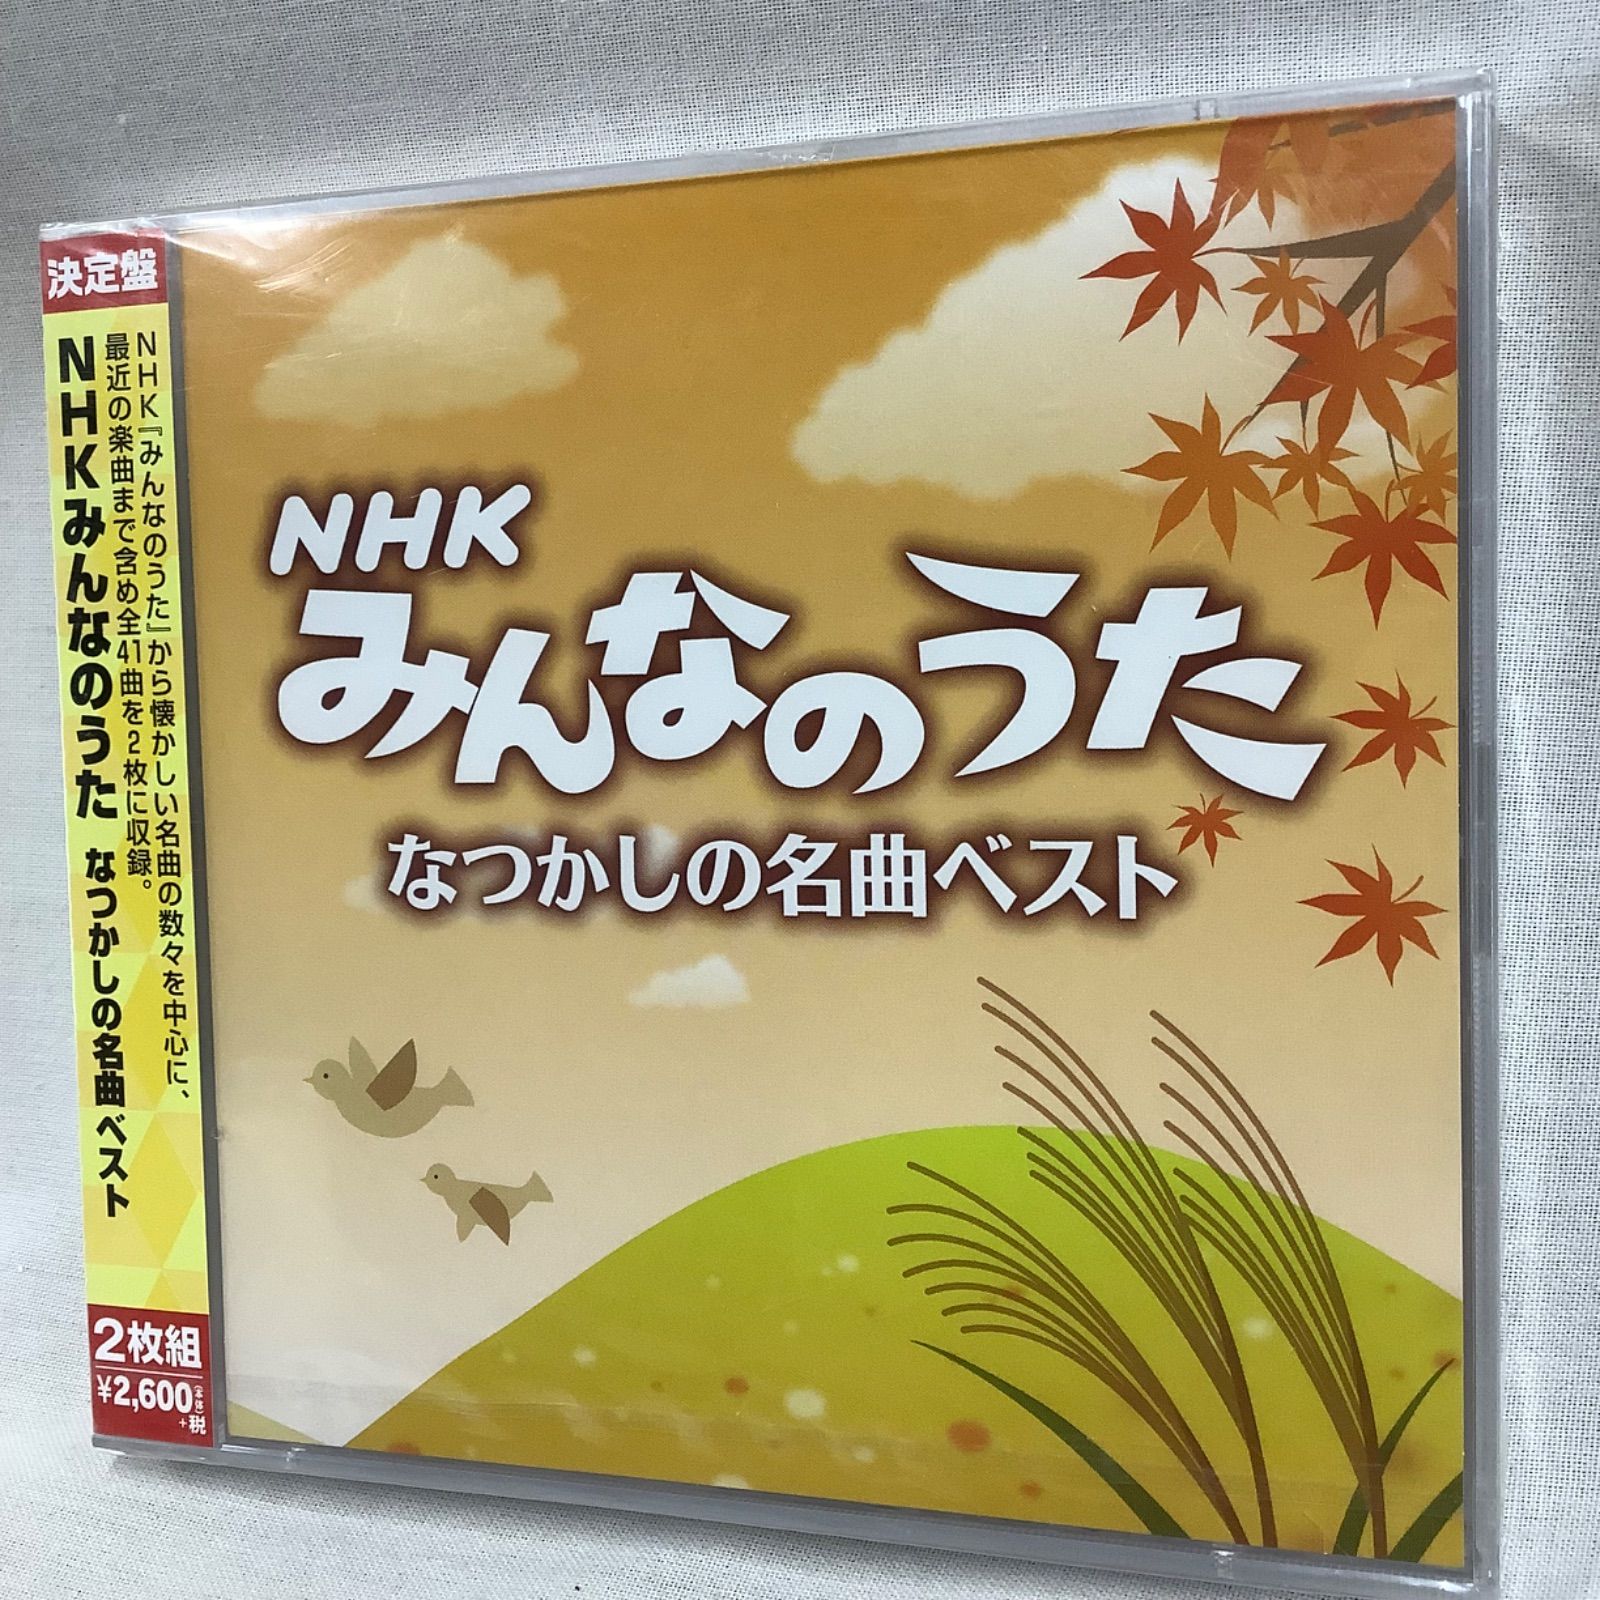 決定盤
NHK『みんなのうた』から懐かしい名曲の数々を中心に、
最近の楽曲まで含め全41曲を2枚に収録。
NHKみんなのうた なつかしの名曲 ベスト
2枚組
¥2,600(本体)+税
NHK
みんなのうた
なつかしの名曲ベスト